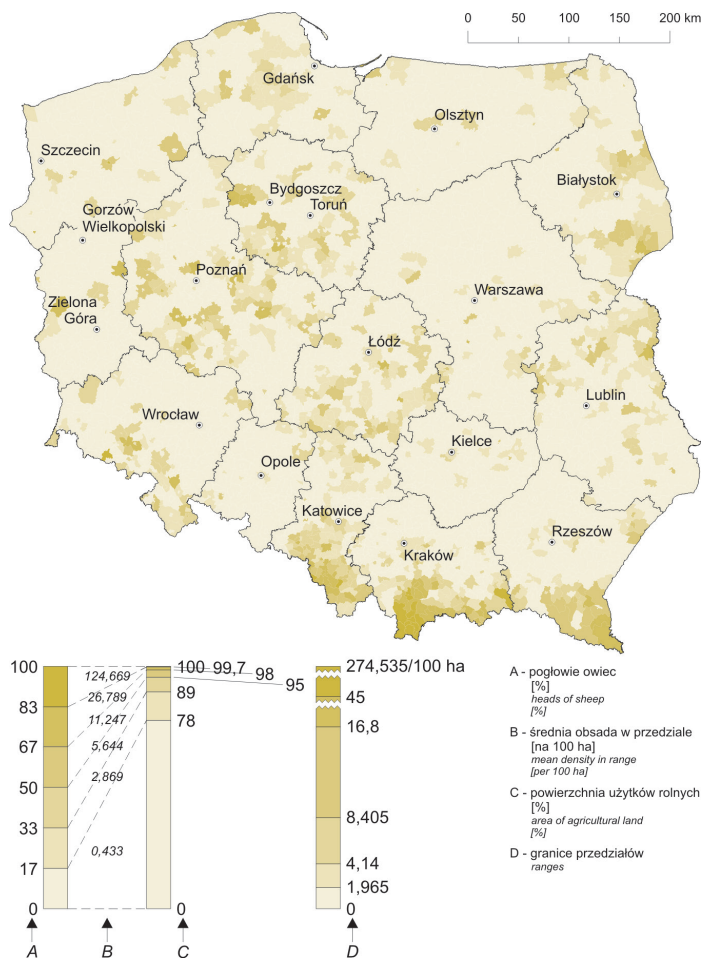 0 50 100 150 200 km
Gdańsk
Olsztyn
Szczecin
Białystok
Bydgoszcz
Toruń
Gorzów
Wielkopolski
Poznań
Warszawa
Zielona
Góra
Łódź
Lublin
Wrocław
Kielce
Opole
Katowice
Rzeszów
Kraków
100
83
67
50
33
17
0
124,669
26,789
11,247
5,644
2,869
0,433
100 99,7
98
95
89
78
0
274,535/100 ha
45
16,8
8,405
4,14
1,965
0
A
B
C
D
A - pogłowie owiec
[%]
heads of sheep
[%]
B - średnia obsada w przedziale
[na 100 ha]
mean density in range
[per 100 ha]
C - powierzchnia użytków rolnych
[%]
area of agricultural land
[%]
D - granice przedziałów
ranges